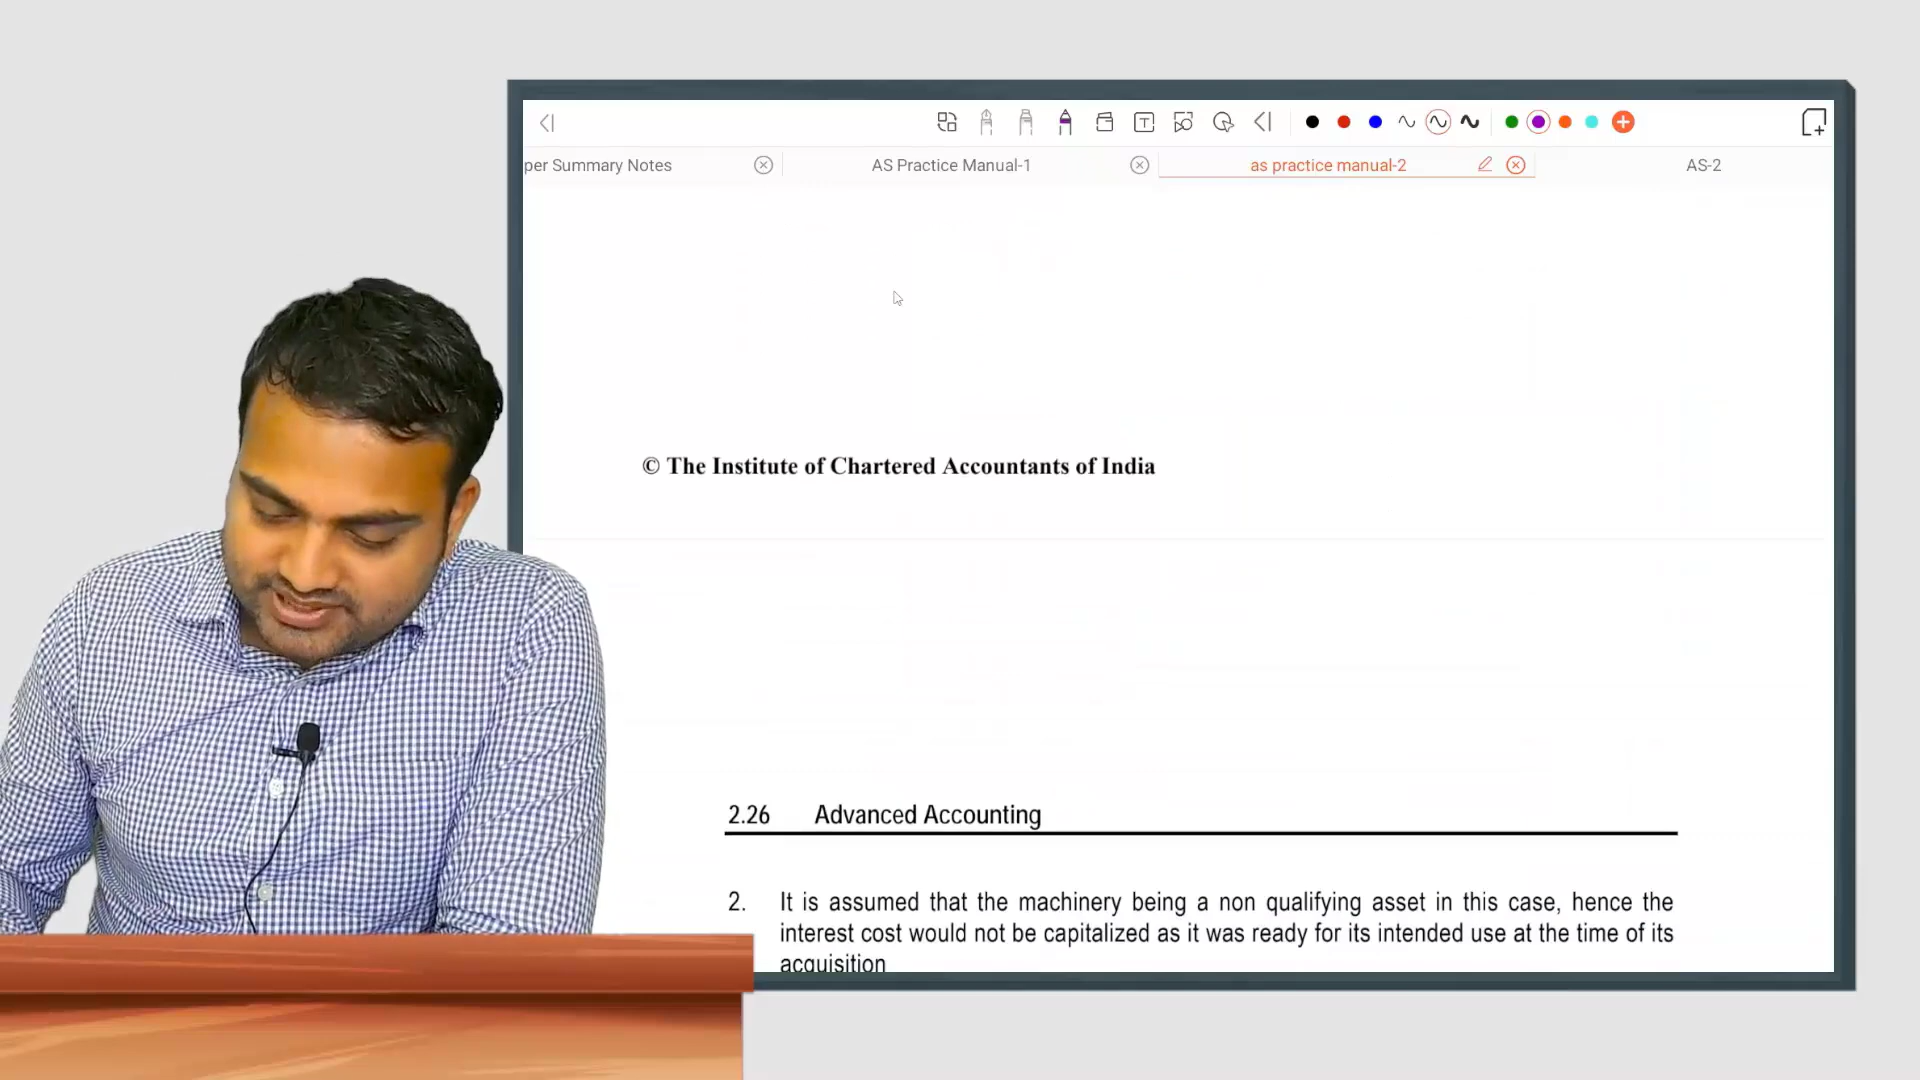 per Summary Notes
AS Practice Manual-1
as practice manual-2
AS-2
© The Institute of Chartered Accountants of India
2.26 Advanced Accounting
2. It is assumed that the machinery being a non qualifying asset in this case, hence the
interest cost would not be capitalized as it was ready for its intended use at the time of its
acquisition